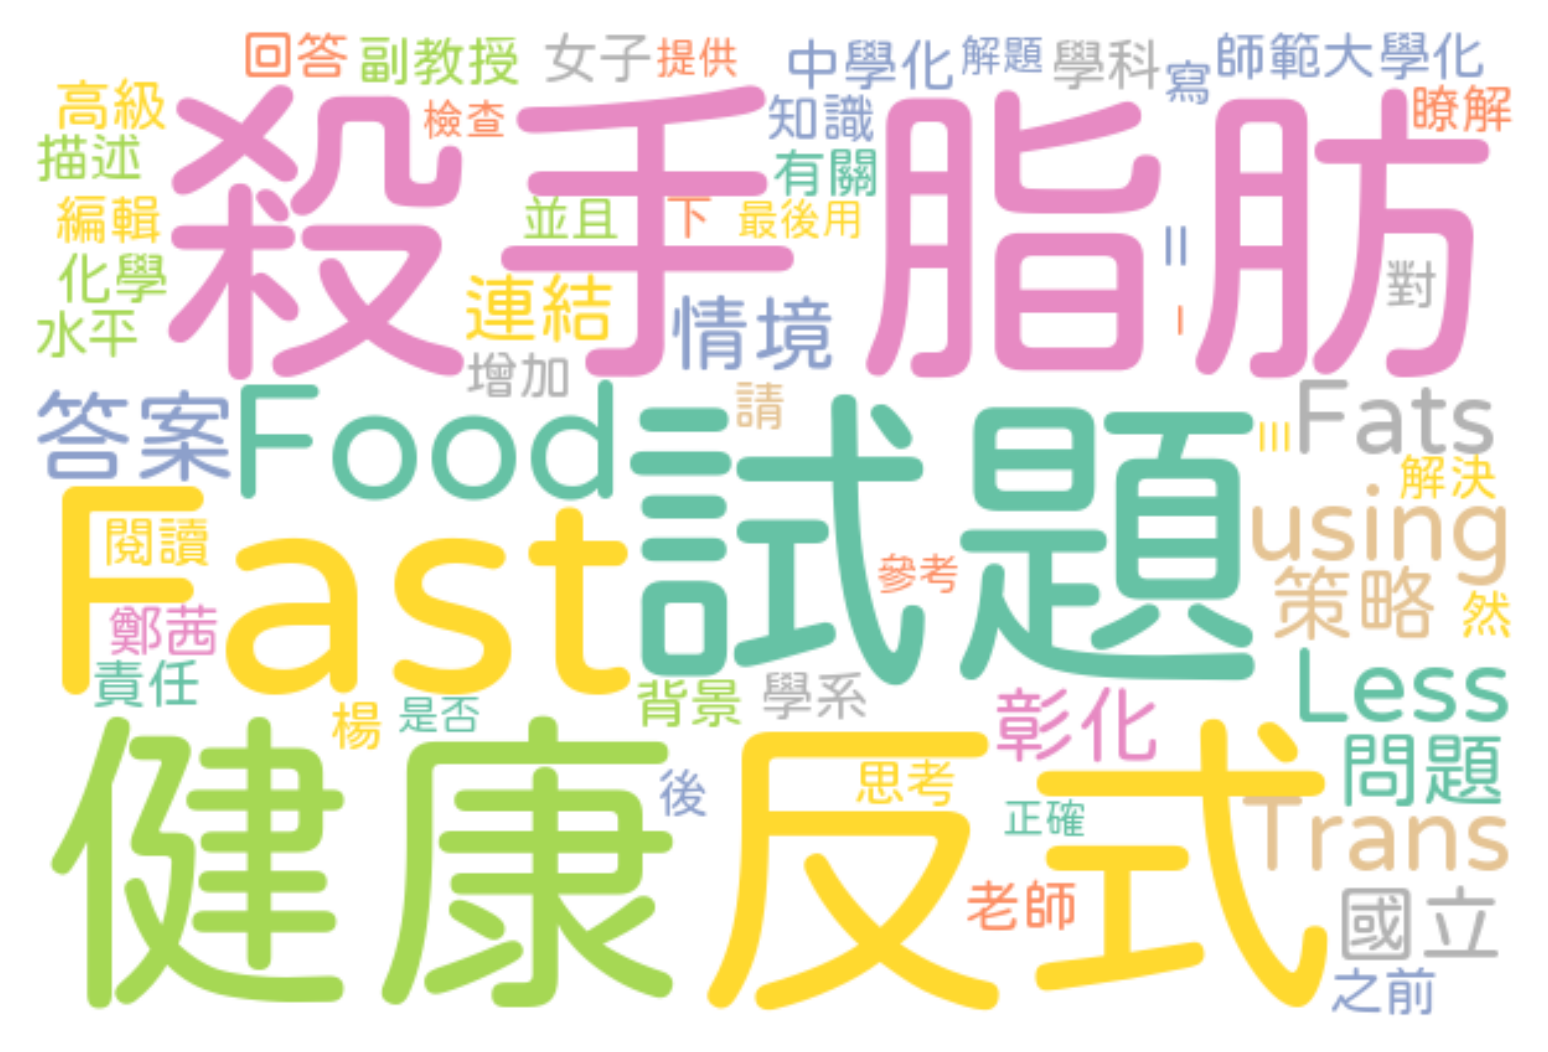 回答 副教授 女子 提供 中學化 解題 學科 寫 師範大學化
高級 殺手 脂肪 檢查 知識 瞭解
描述 有關
編輯 並且 下 最後用 II
化學 連結 情境 對
水平 增加 I
答案 Food 試題 請 III Fats
解決
Fast 閱讀 using
參考 策略 然
鄭茜
責任 背景 學系 Less
楊 是否 彰化
健康 反式 問題
後 思考 正確 Trans
老師 國立
之前